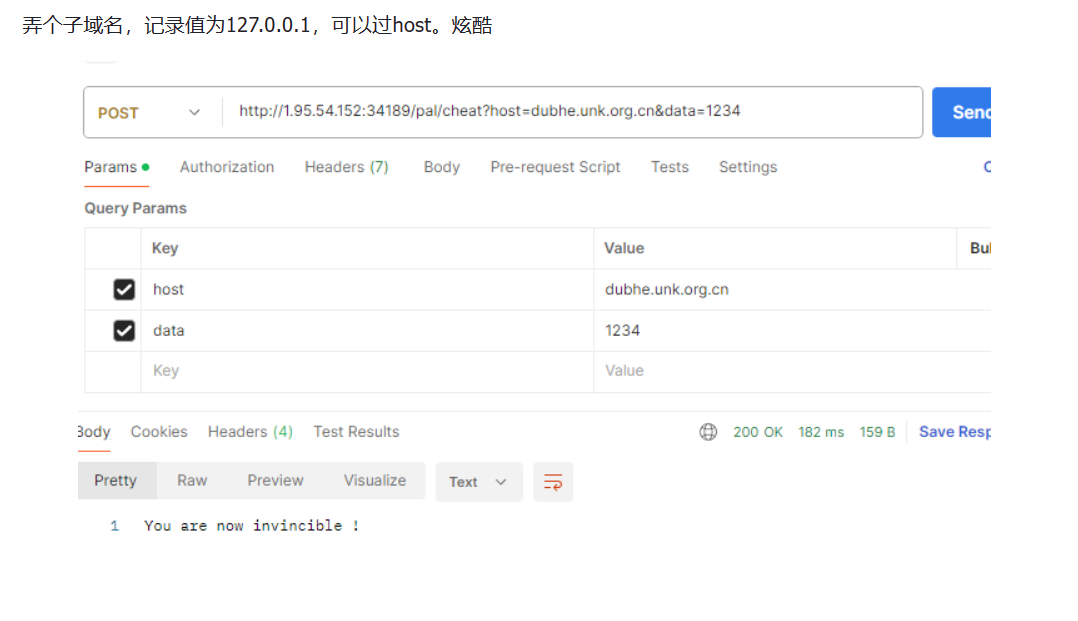 弄个子域名，记录值为127.0.0.1，可以过host。炫酷
POST http://1.95.54.152:34189/pal/cheat?host=dubhe.unk.org.cn&data=1234 Send
Params Authorization Headers (7) Body Pre-request Script Tests Settings
Query Params
Key Value
host dubhe.unk.org.cn
data 1234
Key Value
Body Cookies Headers (4) Test Results 200 OK 182 ms 159 B Save Resp
Pretty Raw Preview Visualize Text
1 You are now invincible !